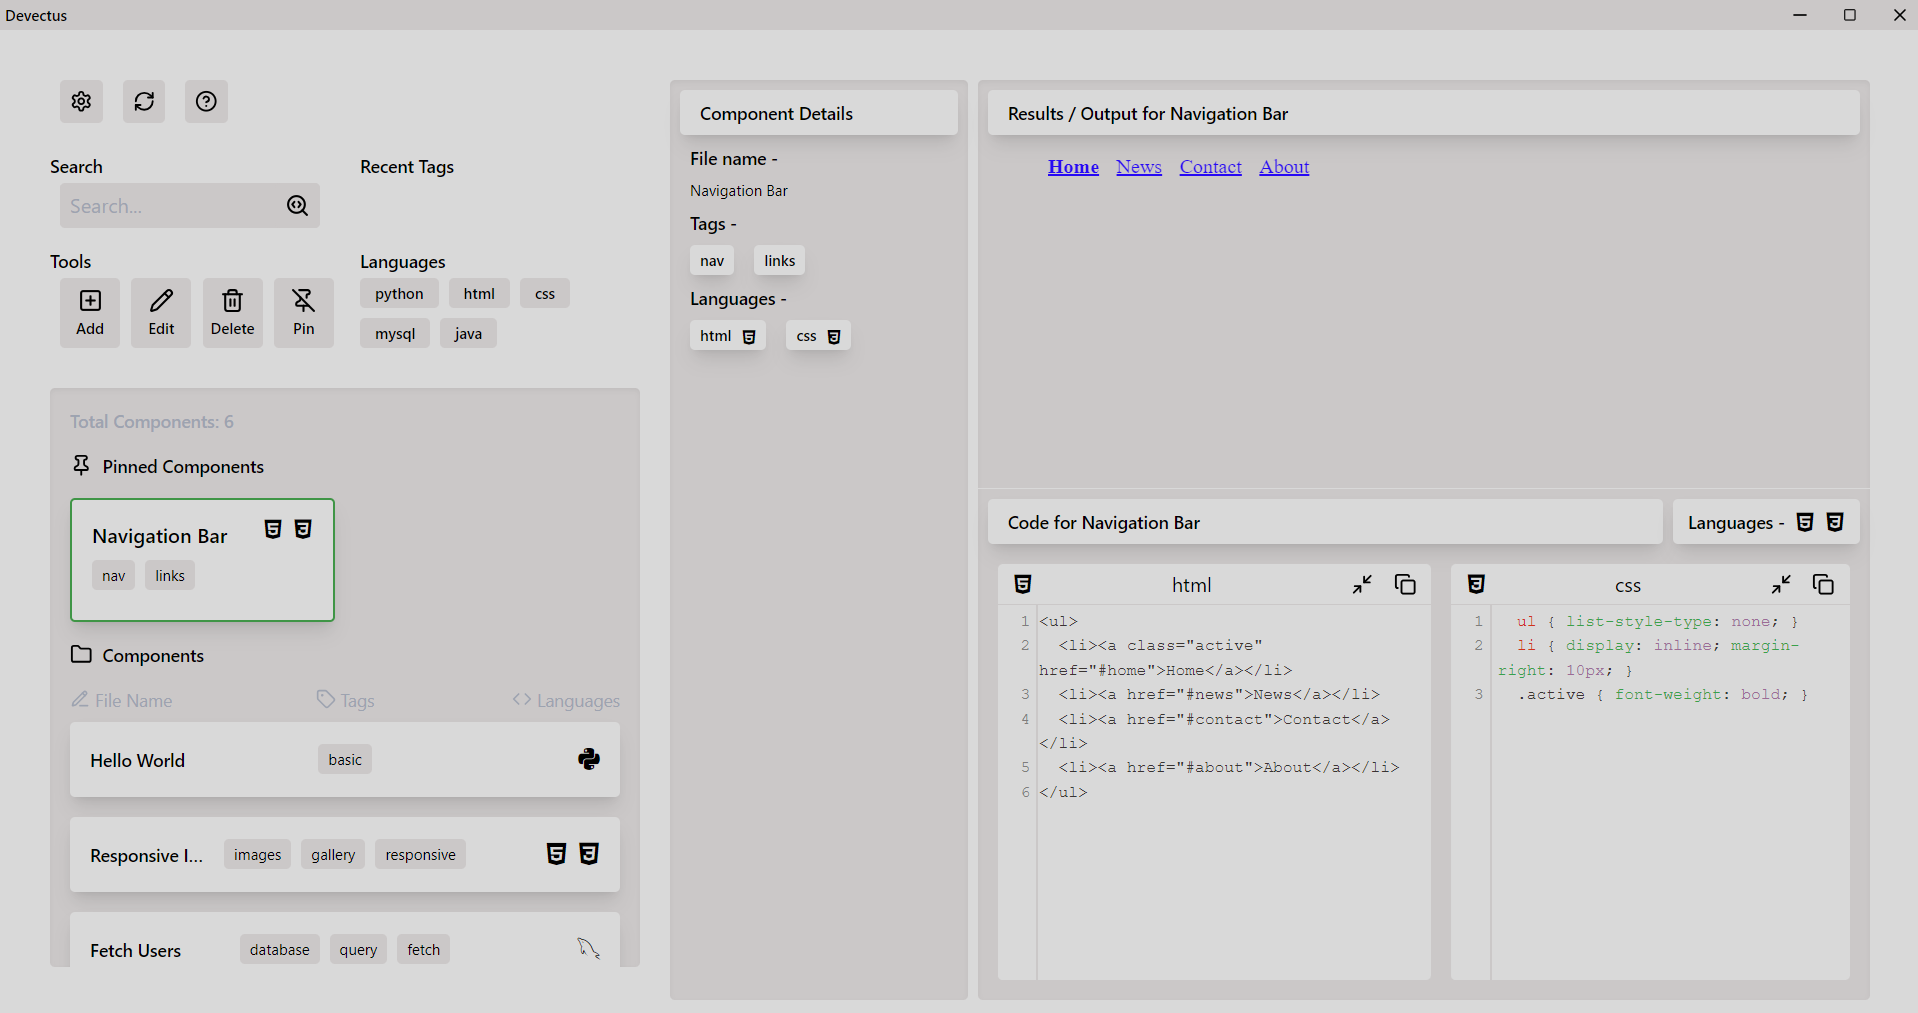 Devectus
Search
Search...
Recent Tags
Tools
Add
Edit
Delete
Pin
Languages
python
html
css
mysql
java
Total Components: 6
Pinned Components
Navigation Bar
nav
links
Components
File Name
Tags
Languages
Hello World
basic
Responsive I...
images
gallery
responsive
Fetch Users
database
query
fetch
Component Details
File name -
Navigation Bar
Tags -
nav
links
Languages -
html
css
Results / Output for Navigation Bar
Home News Contact About
Code for Navigation Bar
Languages -
html
1 <ul>
2 <li><a class="active"
href="#home">Home</a></li>
3 <li><a href="#news">News</a></li>
4 <li><a href="#contact">Contact</a>
</li>
5 <li><a href="#about">About</a></li>
6 </ul>
css
1 ul { list-style-type: none; }
2 li { display: inline; margin-
right: 10px; }
3 .active { font-weight: bold; }